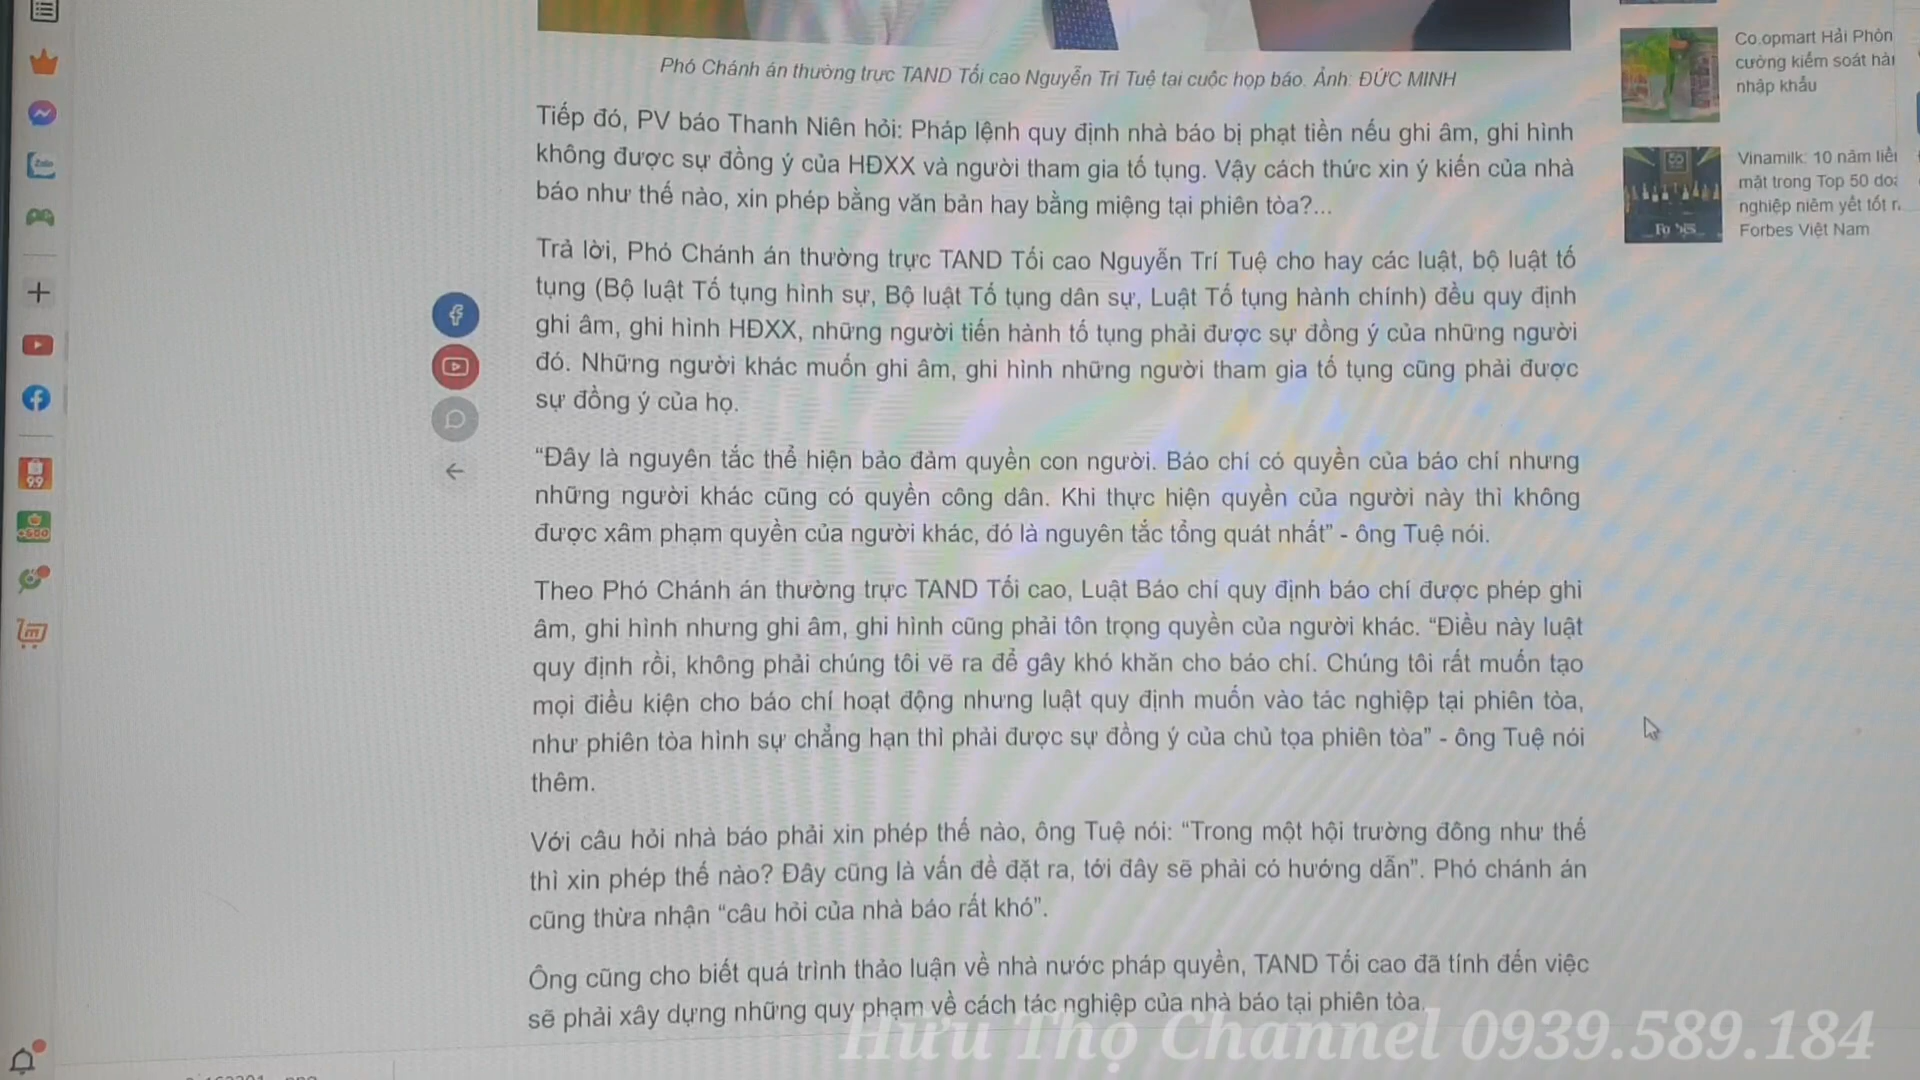 Phó Chánh án thường trực TAND Tối cao Nguyễn Trí Tuệ tại cuộc họp báo. Ảnh: ĐỨC MINH
Tiếp đó, PV báo Thanh Niên hỏi: Pháp lệnh quy định nhà báo bị phạt tiền nếu ghi âm, ghi hình
không được sự đồng ý của HĐXX và người tham gia tố tụng. Vậy cách thức xin ý kiến của nhà
báo như thế nào, xin phép bằng văn bản hay bằng miệng tại phiên tòa?...
Trả lời, Phó Chánh án thường trực TAND Tối cao Nguyễn Trí Tuệ cho hay các luật, bộ luật tố
tụng (Bộ luật Tố tụng hình sự, Bộ luật Tố tụng dân sự, Luật Tố tụng hành chính) đều quy định
ghi âm, ghi hình HĐXX, những người tiến hành tố tụng phải được sự đồng ý của những người
đó. Những người khác muốn ghi âm, ghi hình những người tham gia tố tụng cũng phải được
sự đồng ý của họ.
“Đây là nguyên tắc thể hiện bảo đảm quyền con người. Báo chí có quyền của báo chí nhưng
những người khác cũng có quyền công dân. Khi thực hiện quyền của người này thì không
được xâm phạm quyền của người khác, đó là nguyên tắc tổng quát nhất” - ông Tuệ nói.
Theo Phó Chánh án thường trực TAND Tối cao, Luật Báo chí quy định báo chí được phép ghi
âm, ghi hình nhưng ghi âm, ghi hình cũng phải tôn trọng quyền của người khác. “Điều này luật
quy định rồi, không phải chúng tôi vẽ ra để gây khó khăn cho báo chí. Chúng tôi rất muốn tạo
mọi điều kiện cho báo chí hoạt động nhưng luật quy định muốn vào tác nghiệp tại phiên tòa,
như phiên tòa hình sự chẳng hạn thì phải được sự đồng ý của chủ tọa phiên tòa” - ông Tuệ nói
thêm.
Với câu hỏi nhà báo phải xin phép thế nào, ông Tuệ nói: “Trong một hội trường đông như thế
thì xin phép thế nào? Đây cũng là vấn đề đặt ra, tới đây sẽ phải có hướng dẫn”. Phó chánh án
cũng thừa nhận “câu hỏi của nhà báo rất khó”.
Ông cũng cho biết quá trình thảo luận về nhà nước pháp quyền, TAND Tối cao đã tính đến việc
sẽ phải xây dựng những quy phạm về cách tác nghiệp của nhà báo tại phiên tòa.
Co.opmart Hải Phòn
cường kiểm soát hàn
nhập khẩu
Vinamilk: 10 năm liền
mặt trong Top 50 doa
nghiệp niêm yết tốt n
Forbes Việt Nam
Zalo
9.9
Hữu Thọ Channel 0939.589.184